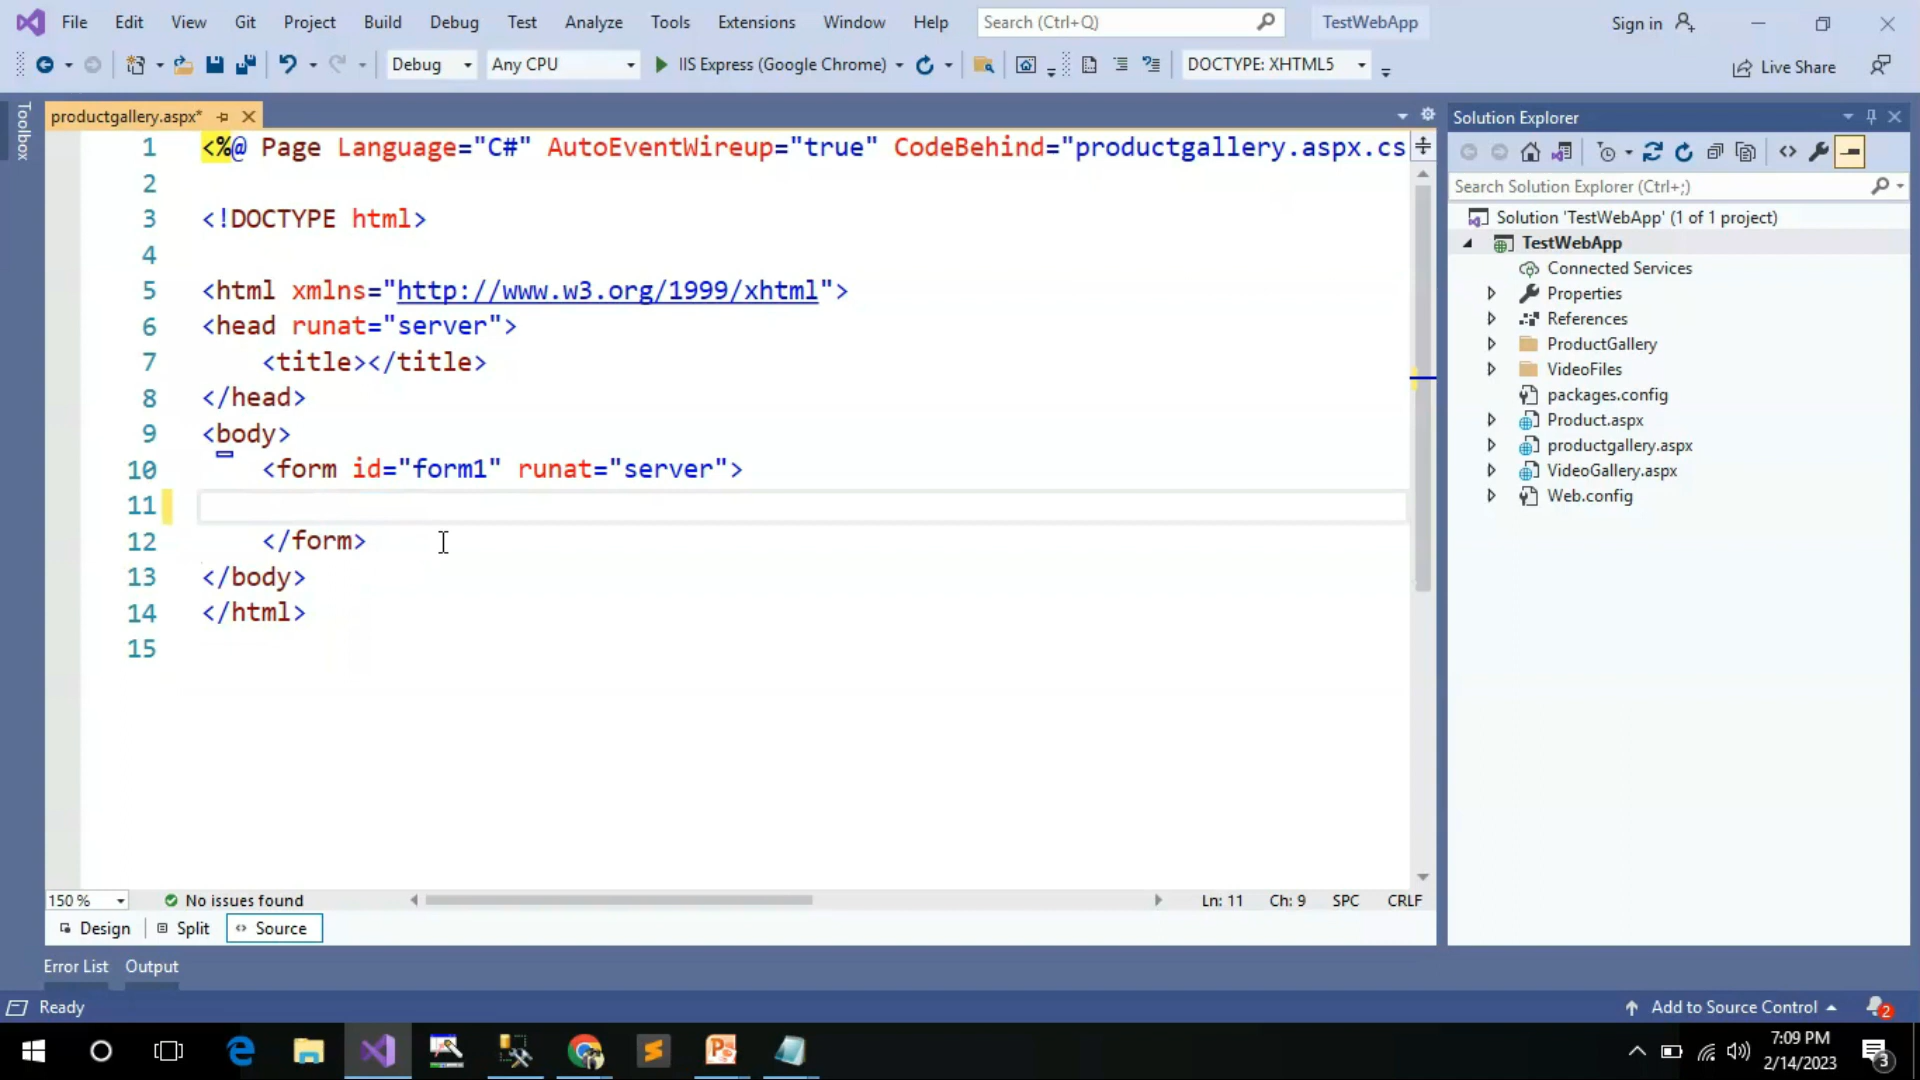 File Edit View Git Project Build Debug Test Analyze Tools Extensions Window Help Search (Ctrl+Q) TestWebApp Sign in
Debug Any CPU IIS Express (Google Chrome) DOCTYPE: XHTML5 Live Share
Toolbox
productgallery.aspx*
1 <%@ Page Language="C#" AutoEventWireup="true" CodeBehind="productgallery.aspx.cs
2
3 <!DOCTYPE html>
4
5 <html xmlns="http://www.w3.org/1999/xhtml">
6 <head runat="server">
7 <title></title>
8 </head>
9 <body>
10 <form id="form1" runat="server">
11
12 </form>
13 </body>
14 </html>
15
150 % No issues found Ln: 11 Ch: 9 SPC CRLF
Design Split Source
Solution Explorer
Search Solution Explorer (Ctrl+;)
Solution 'TestWebApp' (1 of 1 project)
TestWebApp
Connected Services
Properties
References
ProductGallery
VideoFiles
packages.config
Product.aspx
productgallery.aspx
VideoGallery.aspx
Web.config
Error List Output
Ready Add to Source Control 2
7:09 PM
2/14/2023
3